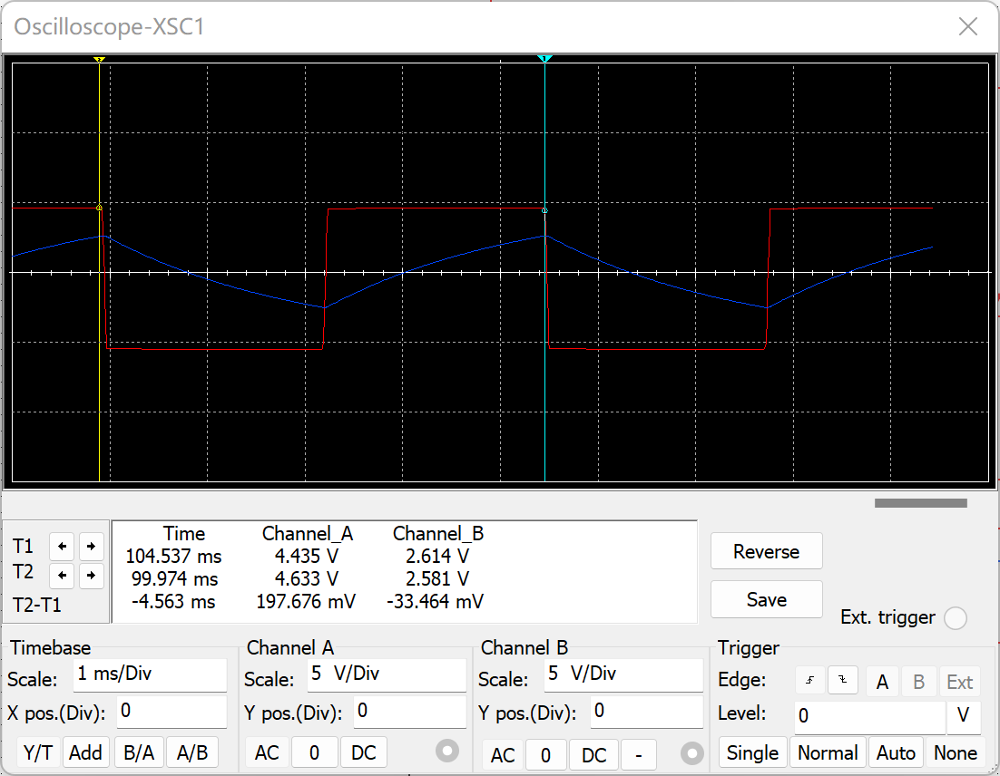 Oscilloscope-XSC1
2
1
Time Channel_A Channel_B
T1 104.537 ms 4.435 V 2.614 V
T2 99.974 ms 4.633 V 2.581 V
T2-T1 -4.563 ms 197.676 mV -33.464 mV
Reverse
Save
Ext. trigger
Timebase Channel A Channel B Trigger
Scale: 1 ms/Div Scale: 5 V/Div Scale: 5 V/Div Edge: A B Ext
X pos.(Div): 0 Y pos.(Div): 0 Y pos.(Div): 0 Level: 0 V
Y/T Add B/A A/B AC 0 DC AC 0 DC - Single Normal Auto None